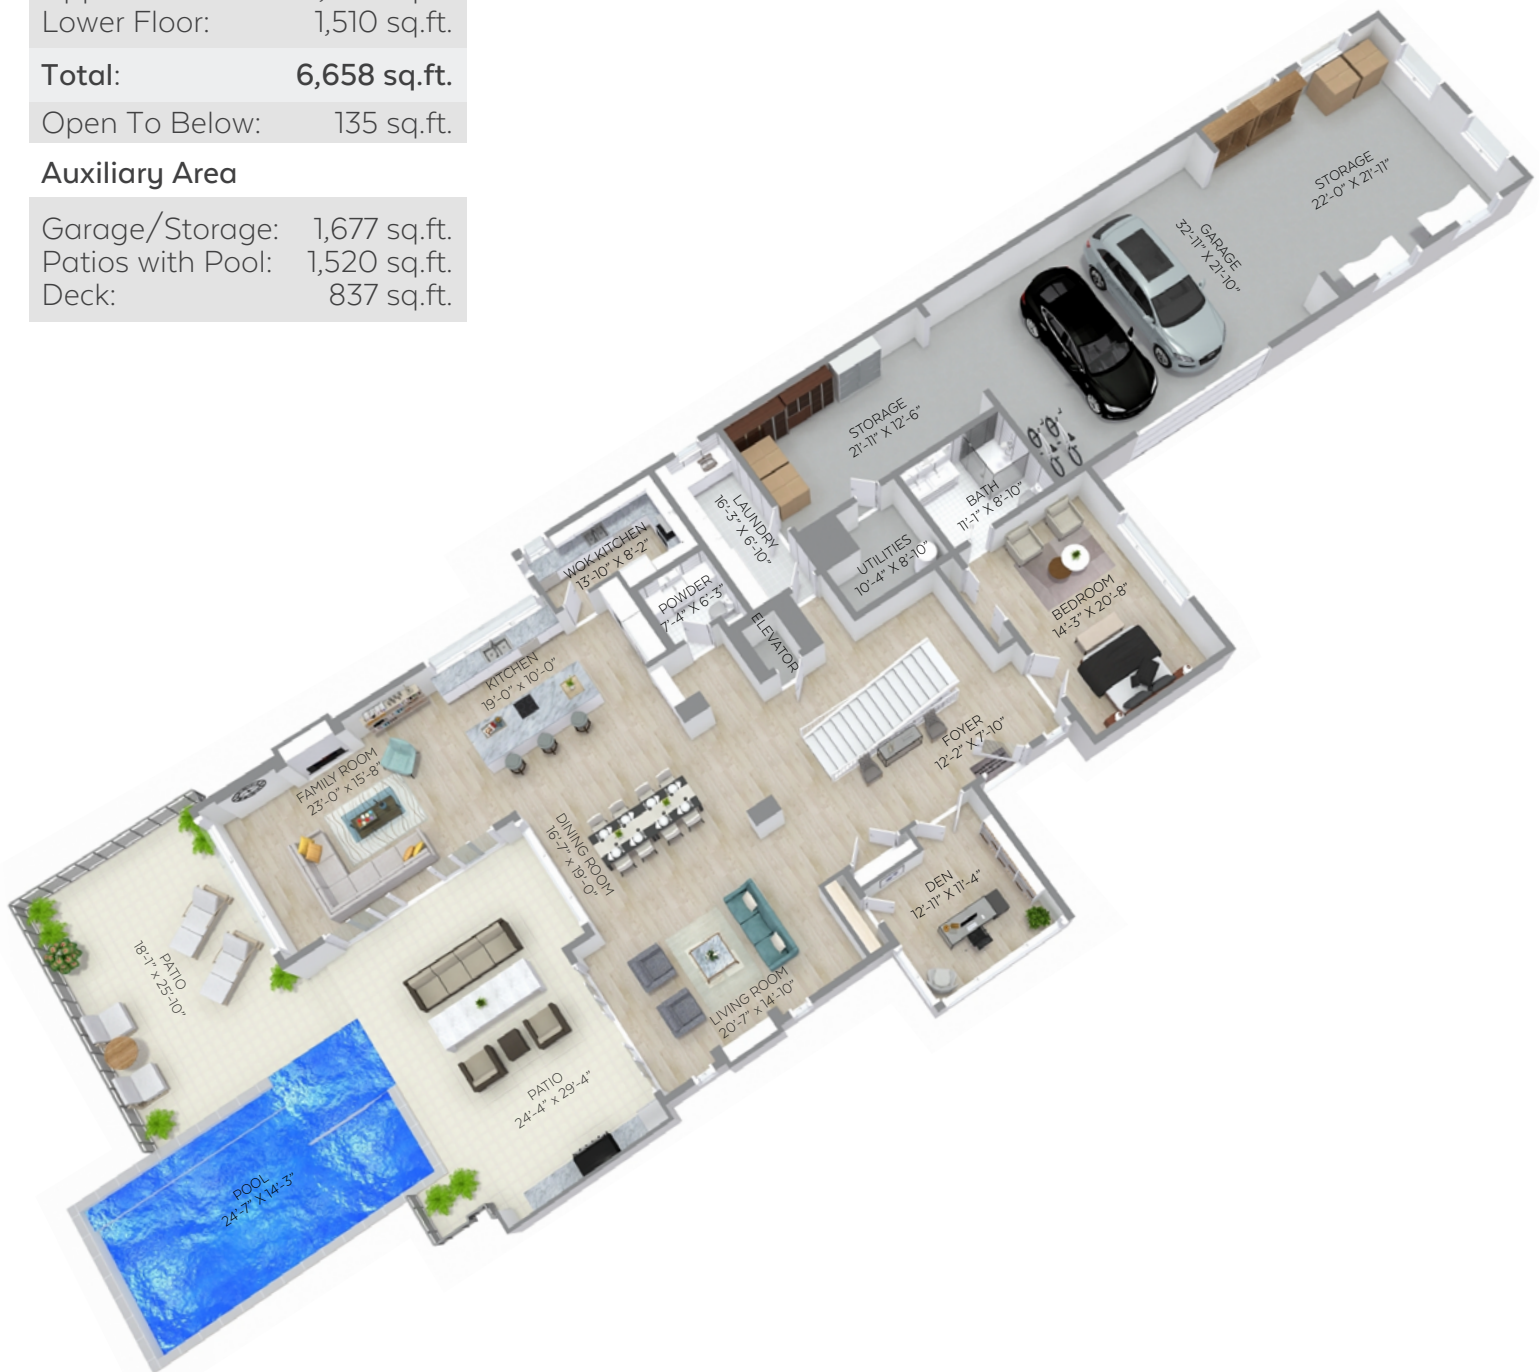 Lower Floor: 1,510 sq.ft.
Total: 6,658 sq.ft.
Open To Below: 135 sq.ft.
Auxiliary Area
Garage/Storage: 1,677 sq.ft.
Patios with Pool: 1,520 sq.ft.
Deck: 837 sq.ft.
STORAGE
22'-0" X 21'-11"
GARAGE
32'-11" X 21'-10"
STORAGE
21'-11" X 12'-6"
BATH
11'-1" X 8'-10"
LAUNDRY
16'-3" X 6'-10"
UTILITIES
10'-4" X 8'-10"
WOK KITCHEN
13'-10" X 8'-2"
POWDER
7'-4" X 6'-3"
BEDROOM
14'-3" X 20'-8"
ELEVATOR
KITCHEN
19'-0" x 10'-0"
FOYER
12'-2" X 7'-10"
FAMILY ROOM
23'-0" x 15'-8"
DINING ROOM
16'-7" x 19'-0"
DEN
12'-11" X 11'-4"
PATIO
18'-1" x 25'-10"
LIVING ROOM
20'-7" x 14'-10"
PATIO
24'-4" x 29'-4"
POOL
24'-7" X 14'-3"